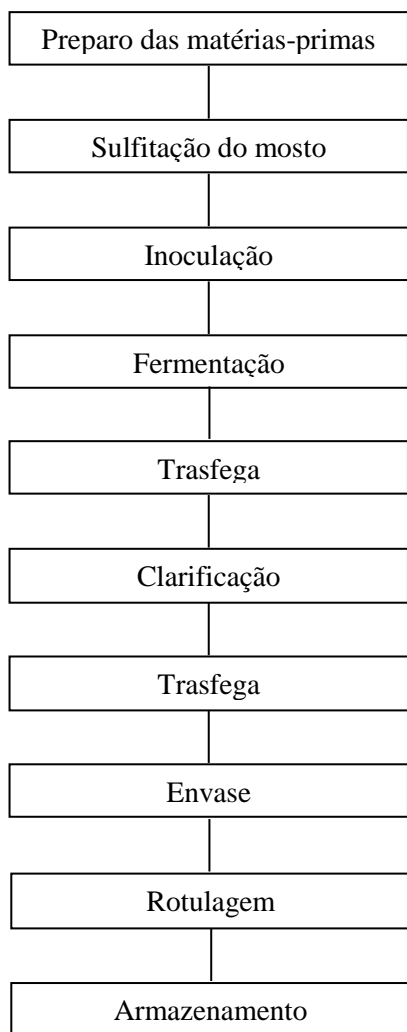 Preparo das matérias-primas
Sulfitação do mosto
Inoculação
Fermentação
Trasfega
Clarificação
Trasfega
Envase
Rotulagem
Armazenamento